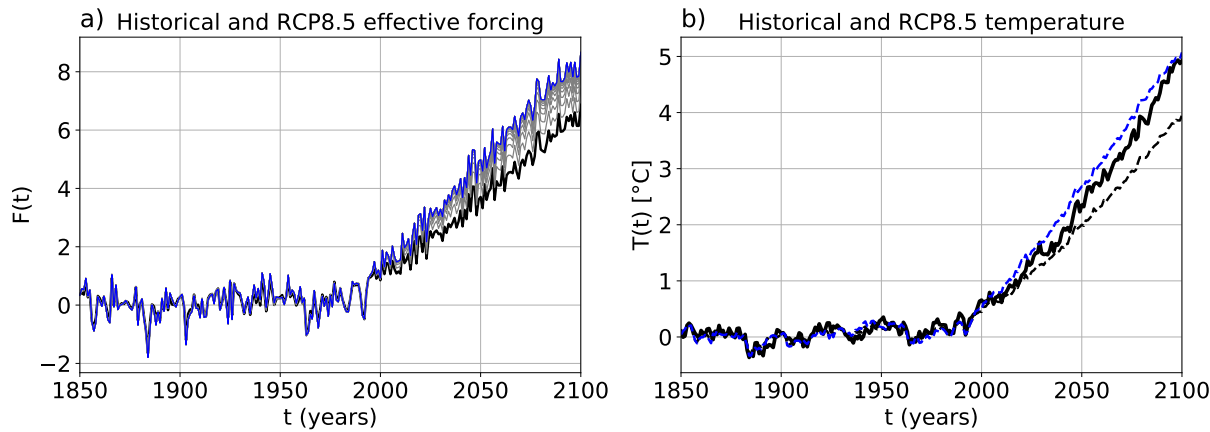 a) Historical and RCP8.5 effective forcing
F(t)
8
6
4
2
0
−2
1850 1900 1950 2000 2050 2100
t (years)
b) Historical and RCP8.5 temperature
T(t) [°C]
5
4
3
2
1
0
1850 1900 1950 2000 2050 2100
t (years)